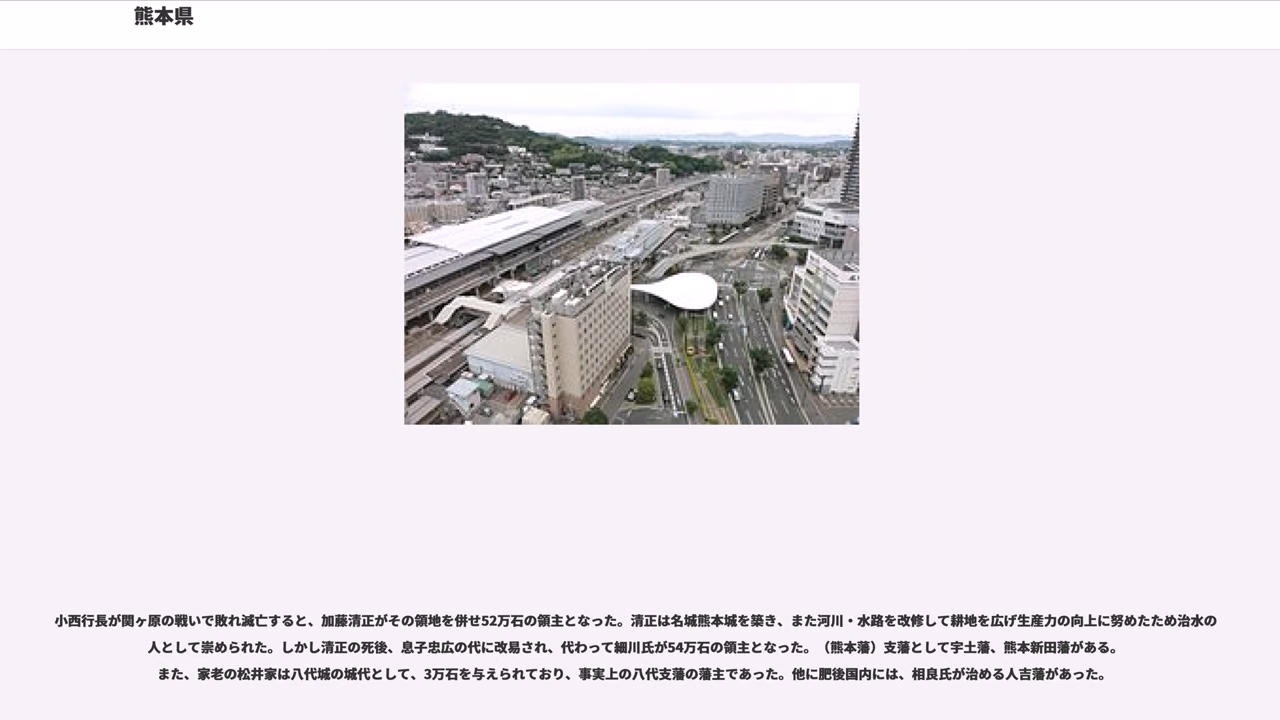 熊本県
小西行長が関ヶ原の戦いで敗れ滅亡すると、加藤清正がその領地を併せ52万石の領主となった。清正は名城熊本城を築き、また河川・水路を改修して耕地を広げ生産力の向上に努めたため治水の
人として崇められた。しかし清正の死後、息子忠広の代に改易され、代わって細川氏が54万石の領主となった。（熊本藩）支藩として宇土藩、熊本新田藩がある。
また、家老の松井家は八代城の城代として、3万石を与えられており、事実上の八代支藩の藩主であった。他に肥後国内には、相良氏が治める人吉藩があった。